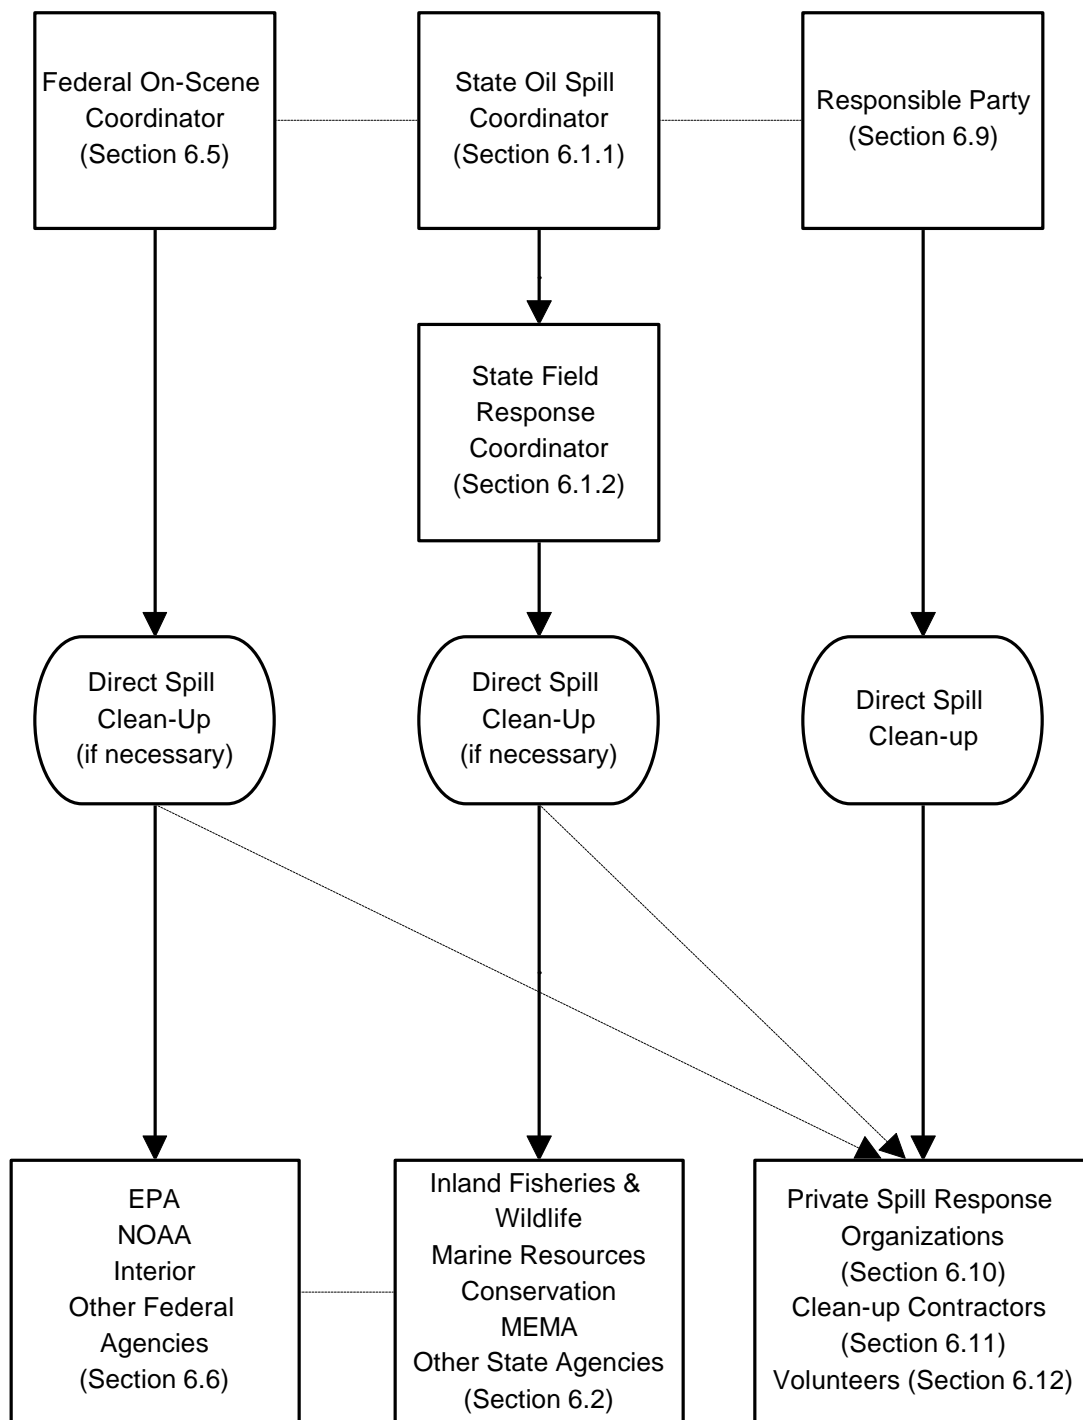 Federal On-Scene
Coordinator
(Section 6.5)
State Oil Spill
Coordinator
(Section 6.1.1)
Responsible Party
(Section 6.9)
State Field
Response
Coordinator
(Section 6.1.2)
Direct Spill
Clean-Up
(if necessary)
Direct Spill
Clean-Up
(if necessary)
Direct Spill
Clean-up
EPA
NOAA
Interior
Other Federal
Agencies
(Section 6.6)
Inland Fisheries &
Wildlife
Marine Resources
Conservation
MEMA
Other State Agencies
(Section 6.2)
Private Spill Response
Organizations
(Section 6.10)
Clean-up Contractors
(Section 6.11)
Volunteers (Section 6.12)